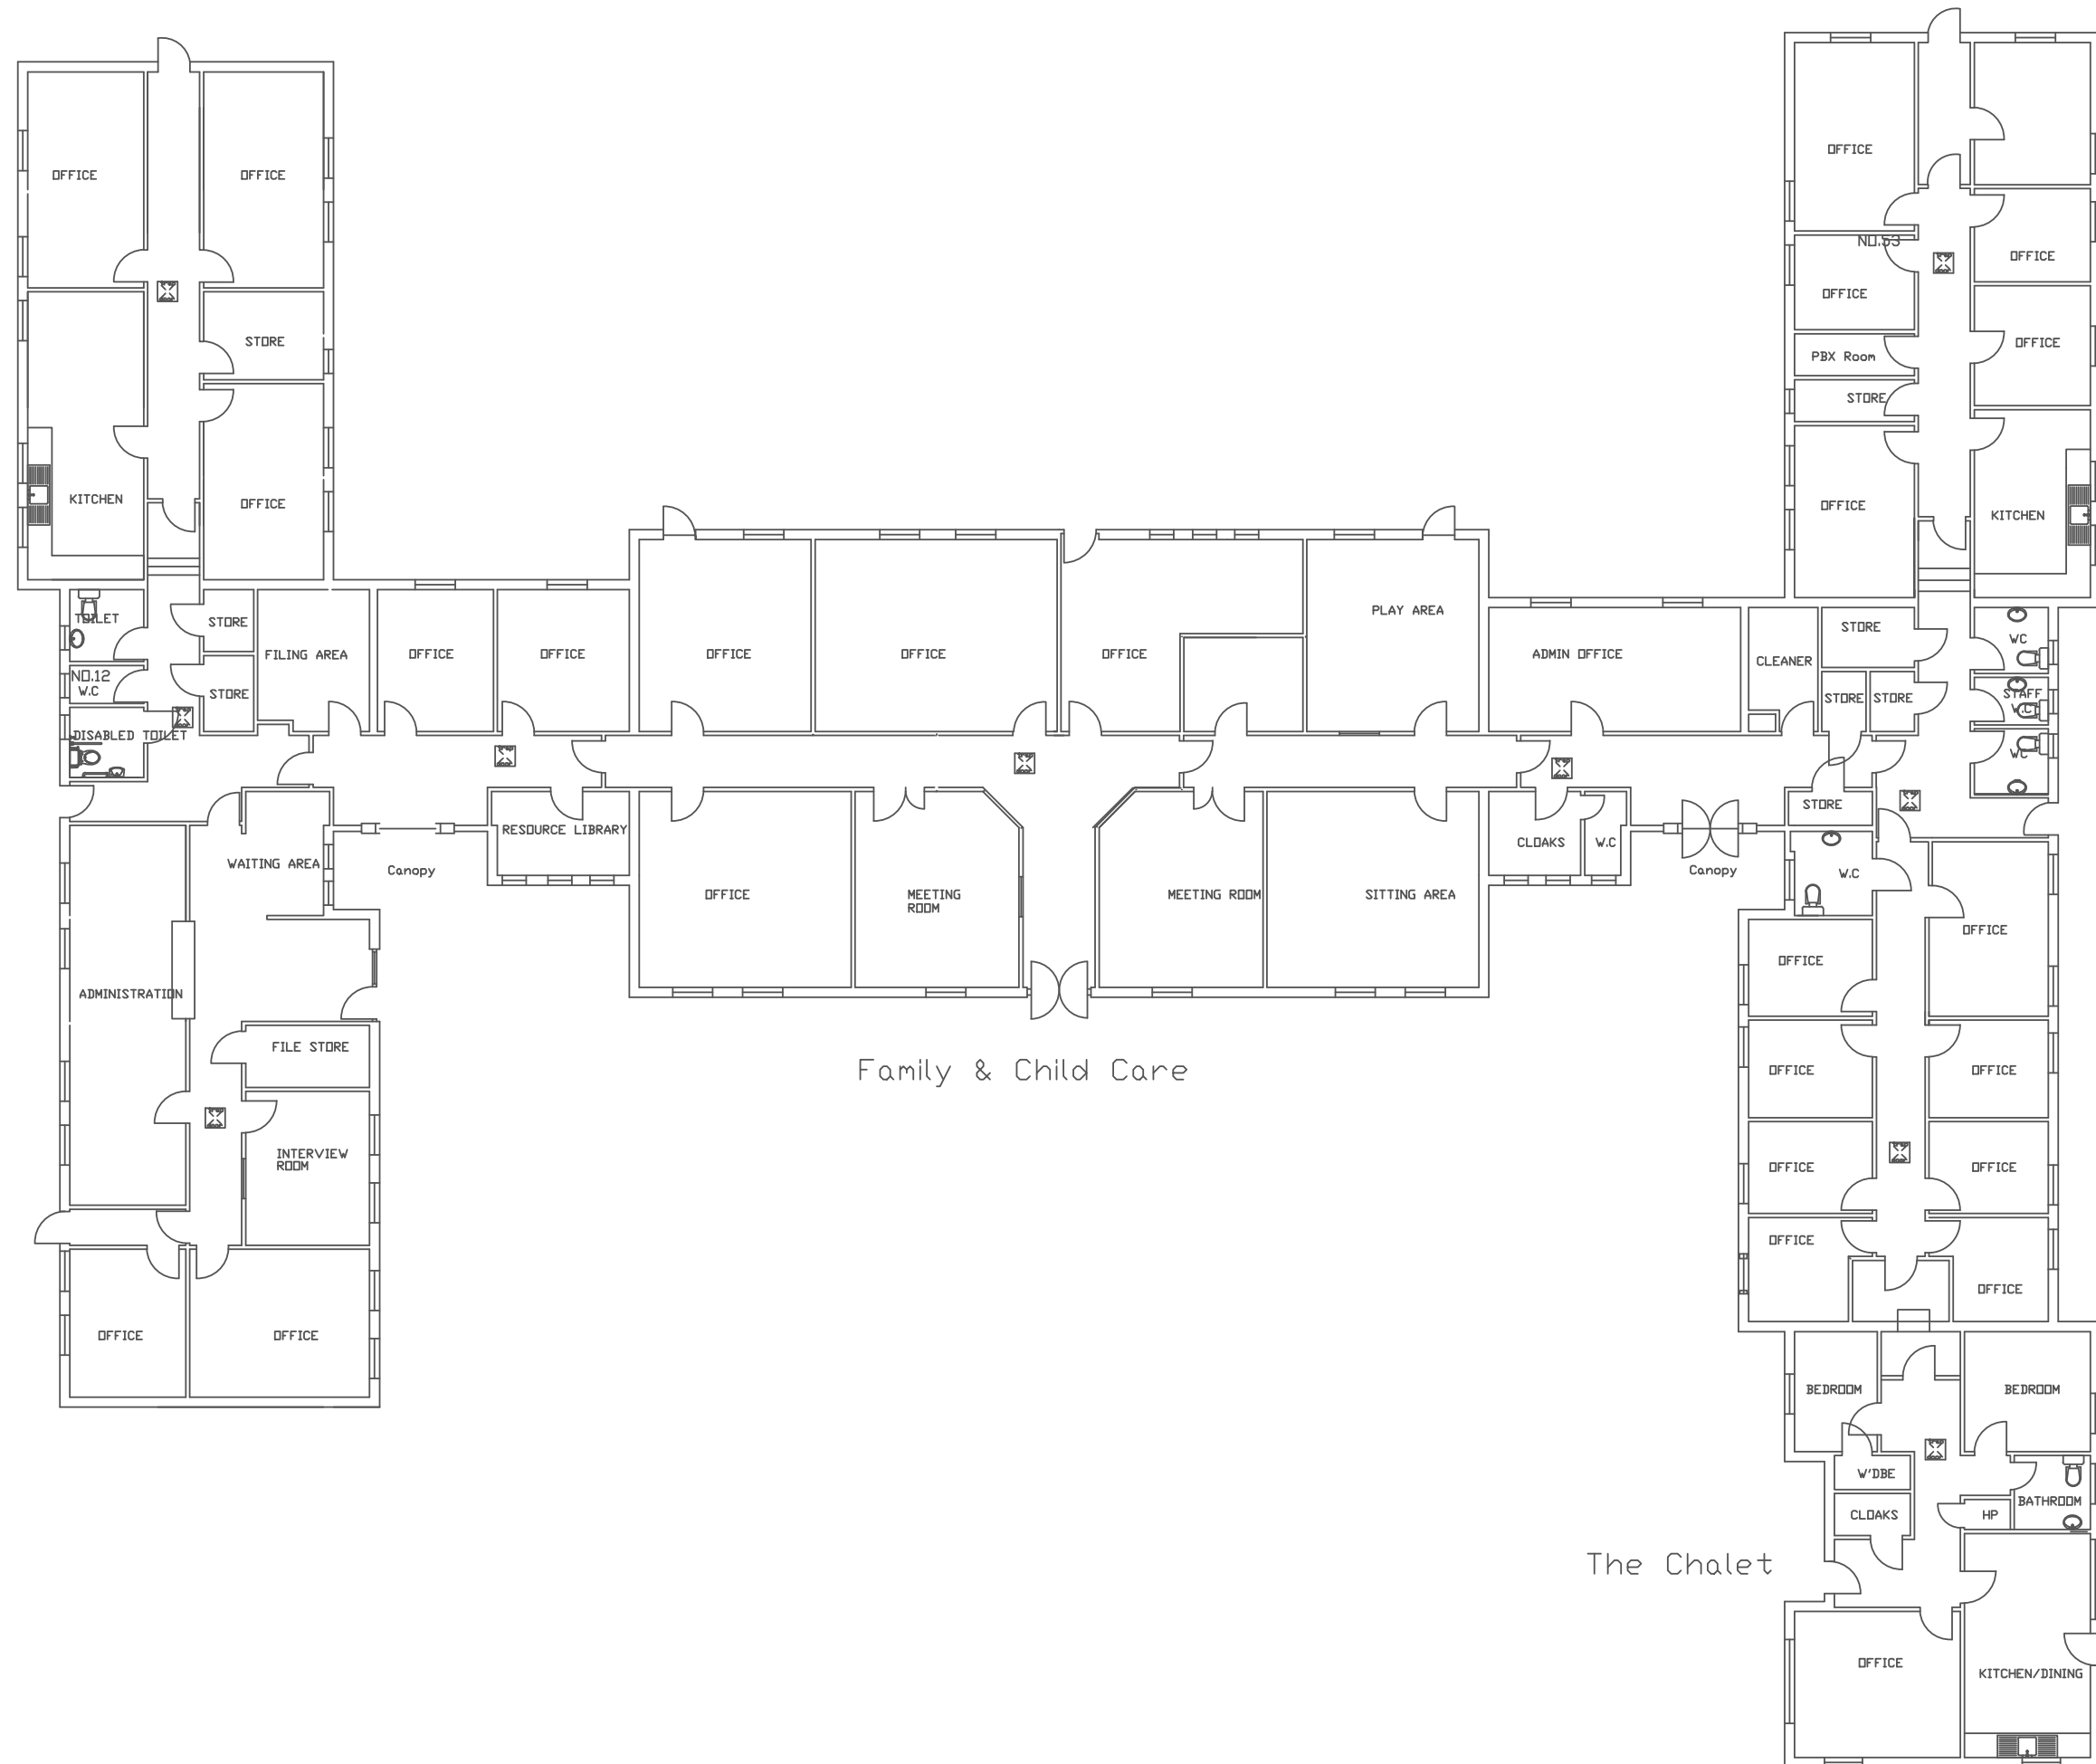 OFFICE
OFFICE
STORE
KITCHEN
OFFICE
TOILET
STORE
FILING AREA
OFFICE
OFFICE
NO.12
W.C
STORE
DISABLED TOILET
WAITING AREA
Canopy
RESOURCE LIBRARY
ADMINISTRATION
FILE STORE
INTERVIEW
ROOM
OFFICE
OFFICE
OFFICE
OFFICE
OFFICE
PLAY AREA
ADMIN OFFICE
OFFICE
MEETING
ROOM
MEETING ROOM
SITTING AREA
CLOAKS
W.C
Canopy
Family & Child Care
OFFICE
NO.53
OFFICE
OFFICE
OFFICE
PBX Room
STORE
OFFICE
KITCHEN
CLEANER
STORE
STORE
STORE
WC
STAFF
W.C
WC
STORE
W.C
OFFICE
OFFICE
OFFICE
OFFICE
OFFICE
OFFICE
OFFICE
OFFICE
BEDROOM
BEDROOM
W'DBE
CLOAKS
HP
BATHROOM
The Chalet
OFFICE
KITCHEN/DINING